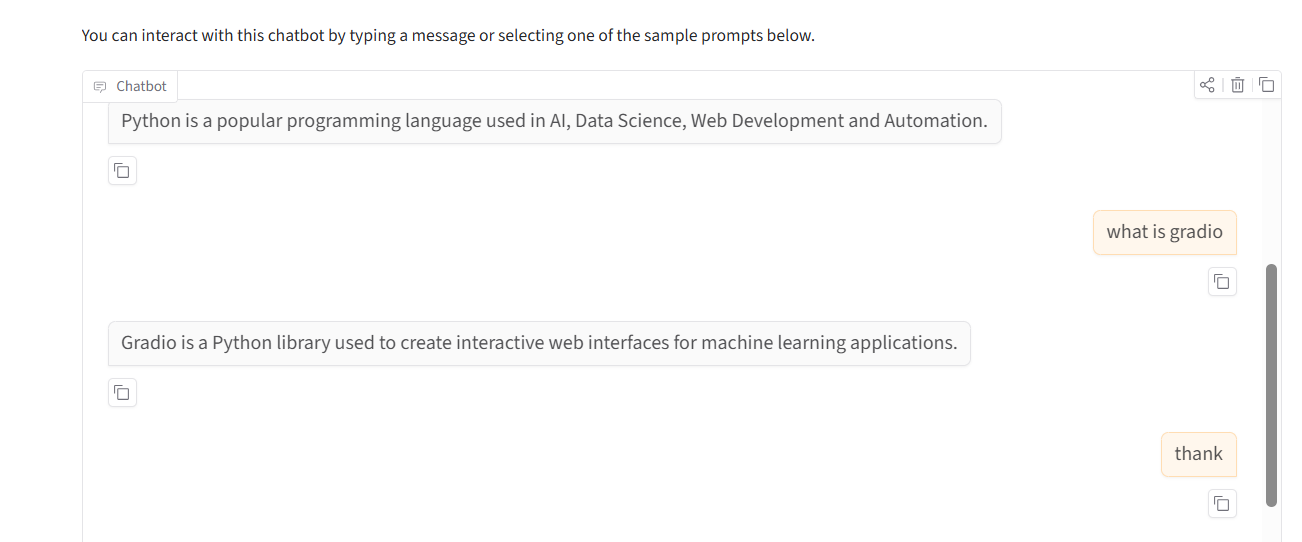 You can interact with this chatbot by typing a message or selecting one of the sample prompts below.
Chatbot
Python is a popular programming language used in AI, Data Science, Web Development and Automation.
what is gradio
Gradio is a Python library used to create interactive web interfaces for machine learning applications.
thank